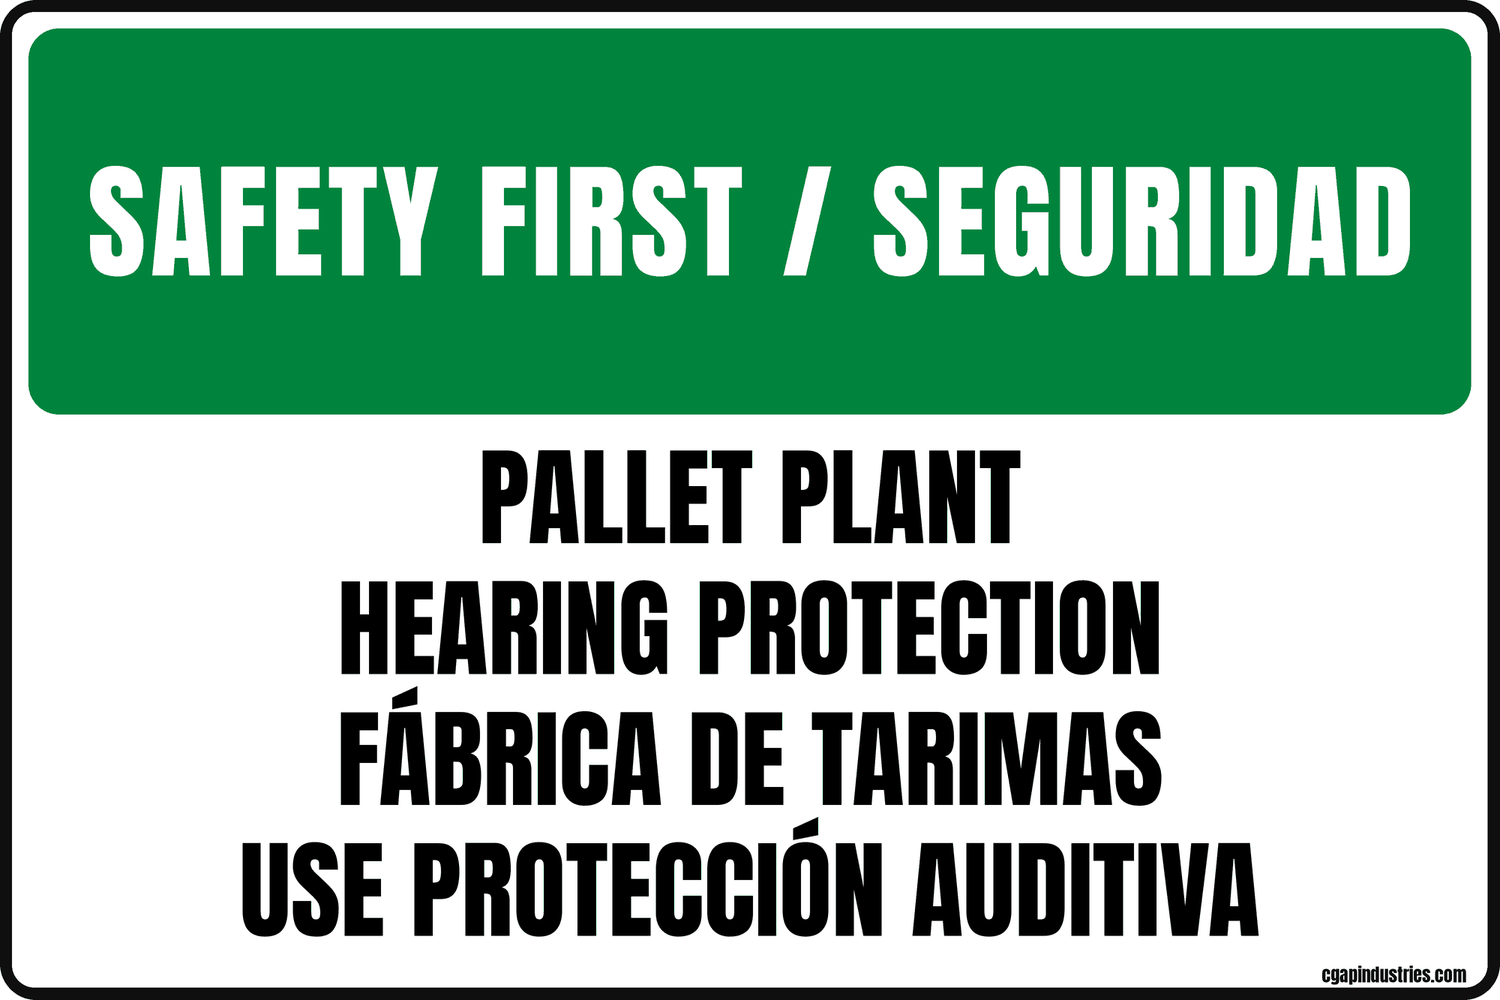 SAFETY FIRST / SEGURIDAD
PALLET PLANT
HEARING PROTECTION
FÁBRICA DE TARIMAS
USE PROTECCIÓN AUDITIVA
cgapindustries.com